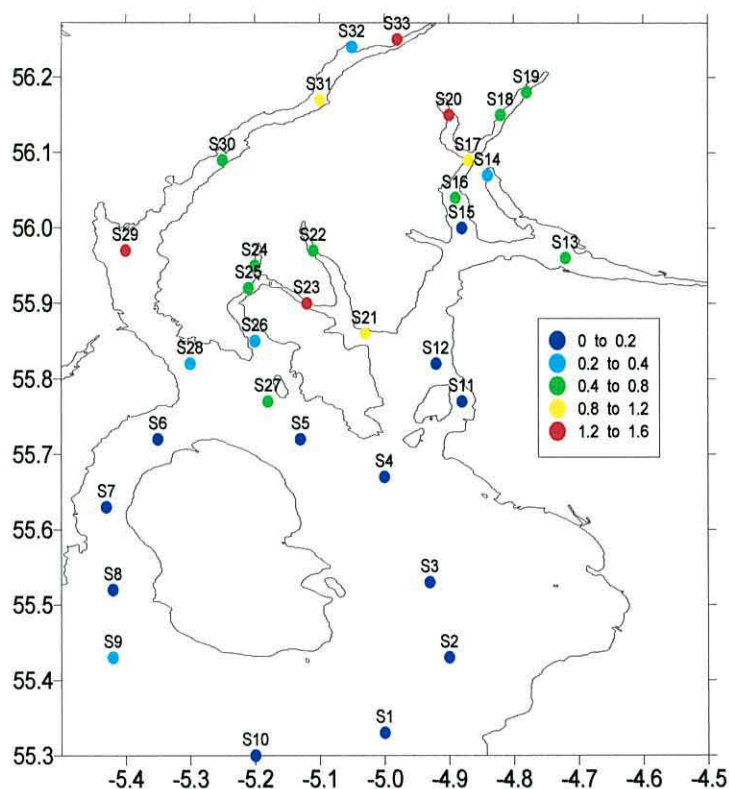 S33
S32
56.2
S31
S19
S20
S18
56.1
S30
S17
S14
S16
56.0
S15
S29
S24
S22
S13
S25
S23
55.9
S21
S26
0 to 0.2
S28
S12
0.2 to 0.4
55.8
S27
S11
0.4 to 0.8
0.8 to 1.2
S6
S5
1.2 to 1.6
55.7
S4
S7
55.6
S3
S8
55.5
S9
S2
55.4
S1
S10
55.3
-5.4 -5.3 -5.2 -5.1 -5.0 -4.9 -4.8 -4.7 -4.6 -4.5